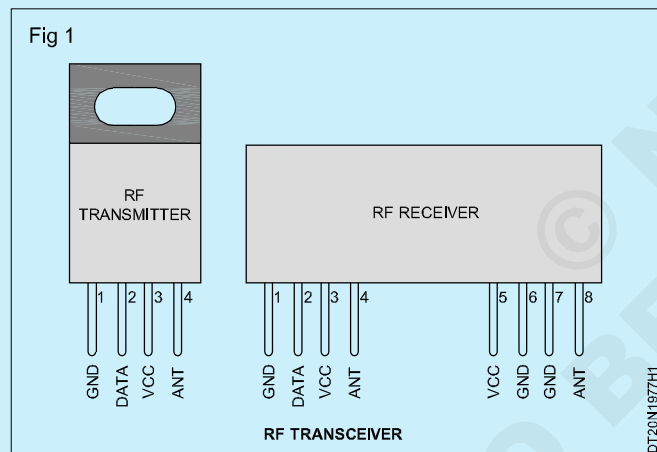 Fig 1
RF
TRANSMITTER
RF RECEIVER
1 2 3 4
1 2 3 4 5 6 7 8
GND DATA VCC ANT
GND DATA VCC ANT VCC GND GND ANT
RF TRANSCEIVER
DT20N1977H1
©